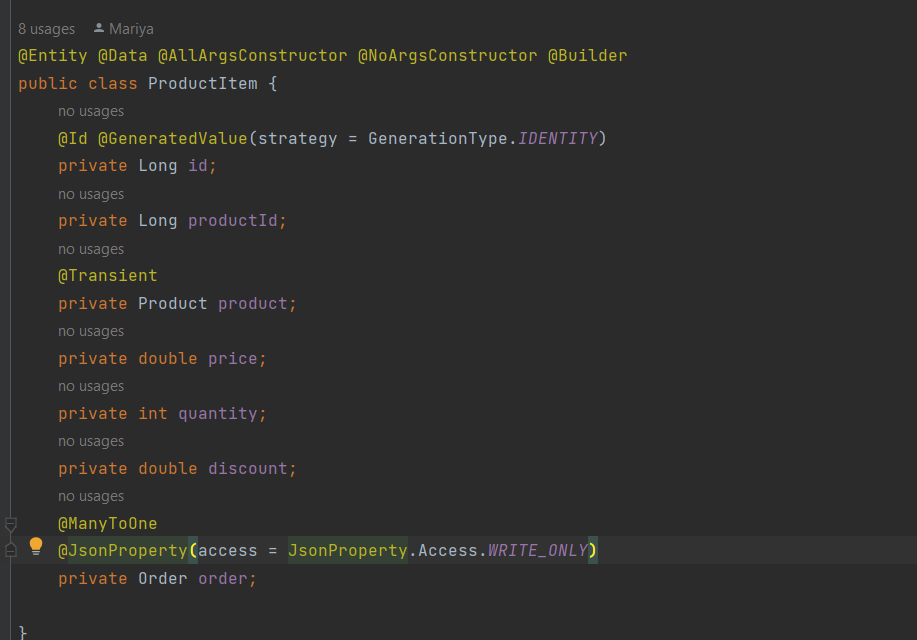 8 usages Mariya
@Entity @Data @AllArgsConstructor @NoArgsConstructor @Builder
public class ProductItem {
no usages
@Id @GeneratedValue(strategy = GenerationType.IDENTITY)
private Long id;
no usages
private Long productId;
no usages
@Transient
private Product product;
no usages
private double price;
no usages
private int quantity;
no usages
private double discount;
no usages
@ManyToOne
@JsonProperty(access = JsonProperty.Access.WRITE_ONLY)
private Order order;
}